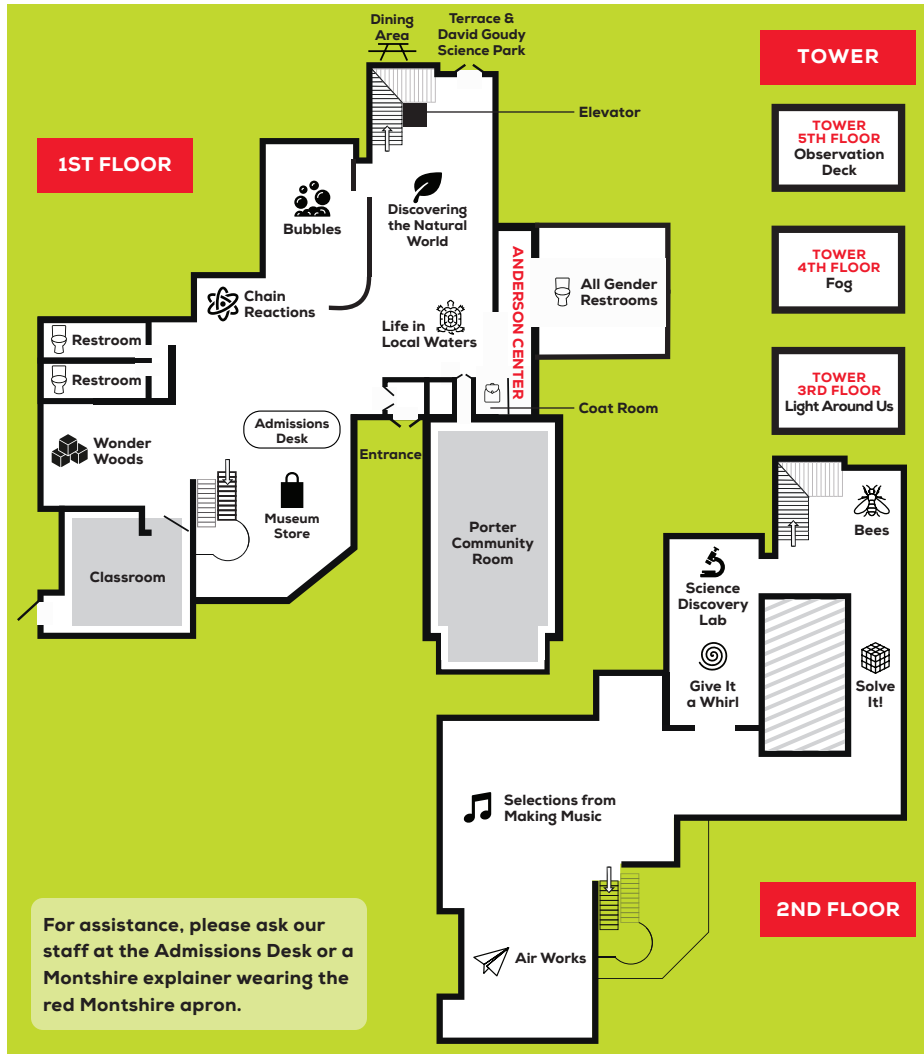 Dining
Area
Terrace &
David Goudy
Science Park
TOWER
Elevator
TOWER
5TH FLOOR
Observation
Deck
1ST FLOOR
Bubbles
Discovering
the Natural
World
ANDERSON CENTER
All Gender
Restrooms
TOWER
4TH FLOOR
Fog
Chain
Reactions
Life in
Local Waters
Restroom
Restroom
TOWER
3RD FLOOR
Light Around Us
Coat Room
Admissions
Desk
Entrance
Wonder
Woods
Museum
Store
Classroom
Porter
Community
Room
Bees
Science
Discovery
Lab
Give It
a Whirl
Solve
It!
Selections from
Making Music
Air Works
2ND FLOOR
For assistance, please ask our
staff at the Admissions Desk or a
Montshire explainer wearing the
red Montshire apron.